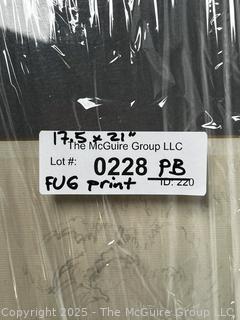 17.5 x 21"
The McGuire Group LLC
Lot #: 0228 PB
FUG print ID: 220
Copyright ©2025 - The McGuire Group LLC